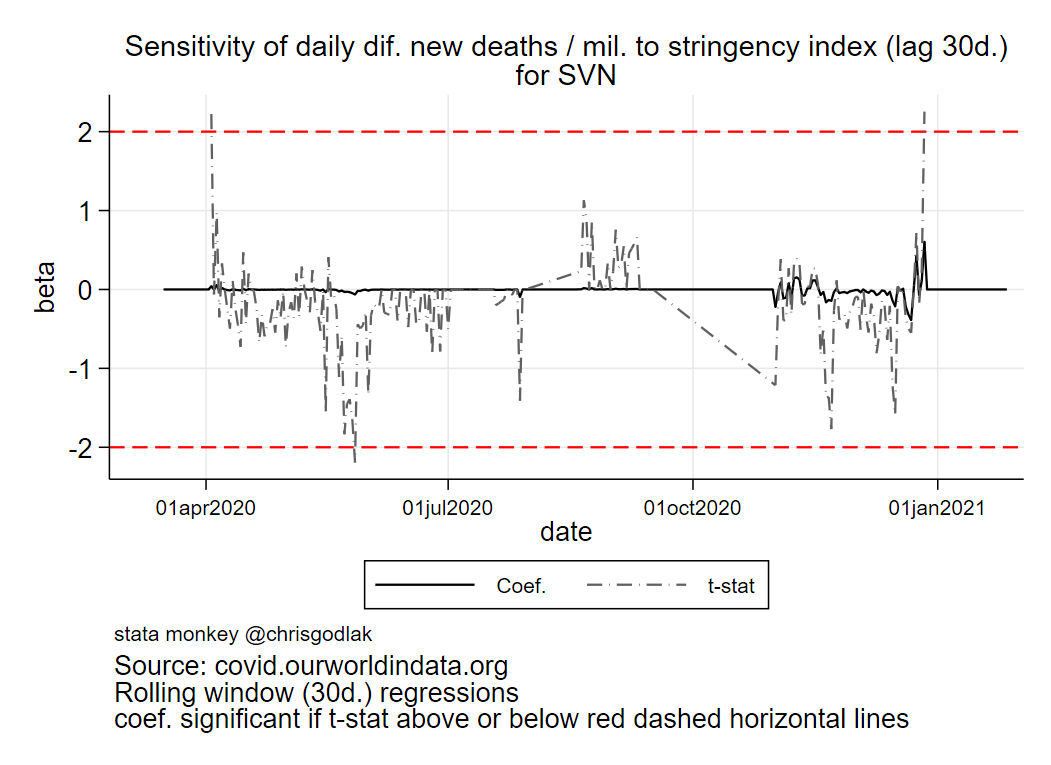 Sensitivity of daily dif. new deaths / mil. to stringency index (lag 30d.)
for SVN
beta
2
1
0
-1
-2
01apr2020
01jul2020
01oct2020
01jan2021
date
Coef.
t-stat
stata monkey @chrisgodlak
Source: covid.ourworldindata.org
Rolling window (30d.) regressions
coef. significant if t-stat above or below red dashed horizontal lines